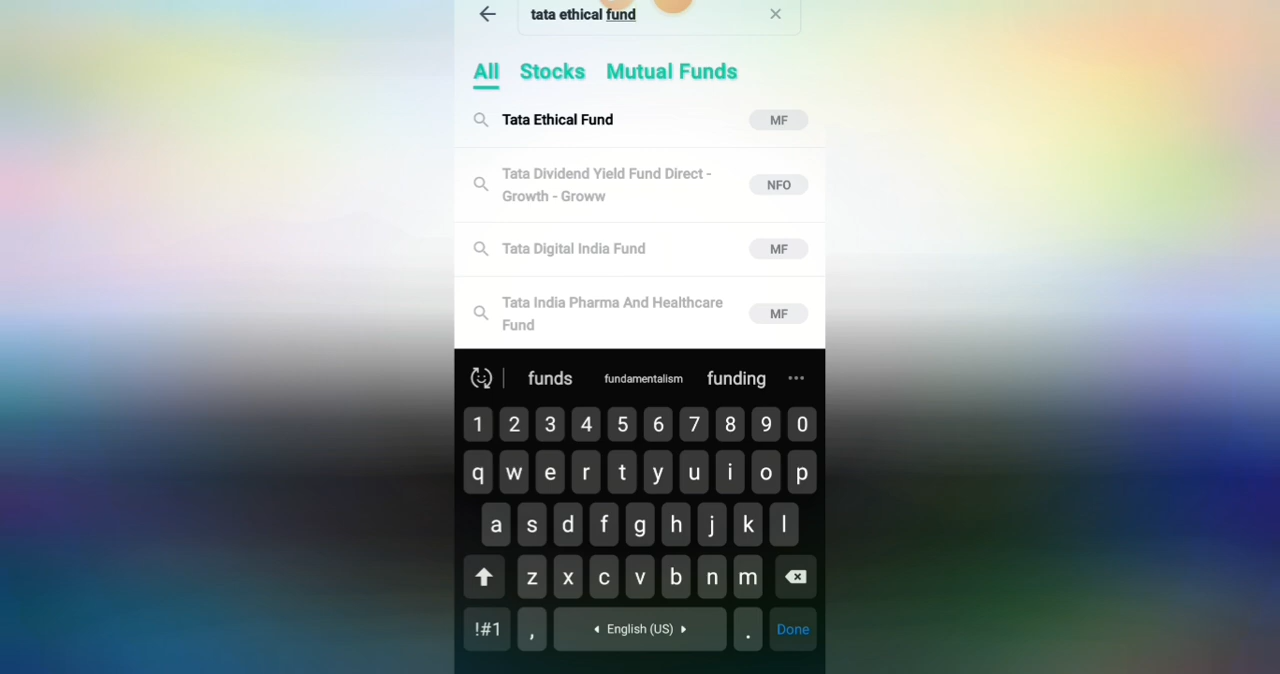 tata ethical fund
All Stocks Mutual Funds
Tata Ethical Fund MF
Tata Dividend Yield Fund Direct -
Growth - Groww NFO
Tata Digital India Fund MF
Tata India Pharma And Healthcare
Fund MF
funds fundamentalism funding
1 2 3 4 5 6 7 8 9 0
q w e r t y u i o p
a s d f g h j k l
z x c v b n m
!#1 , English (US) . Done